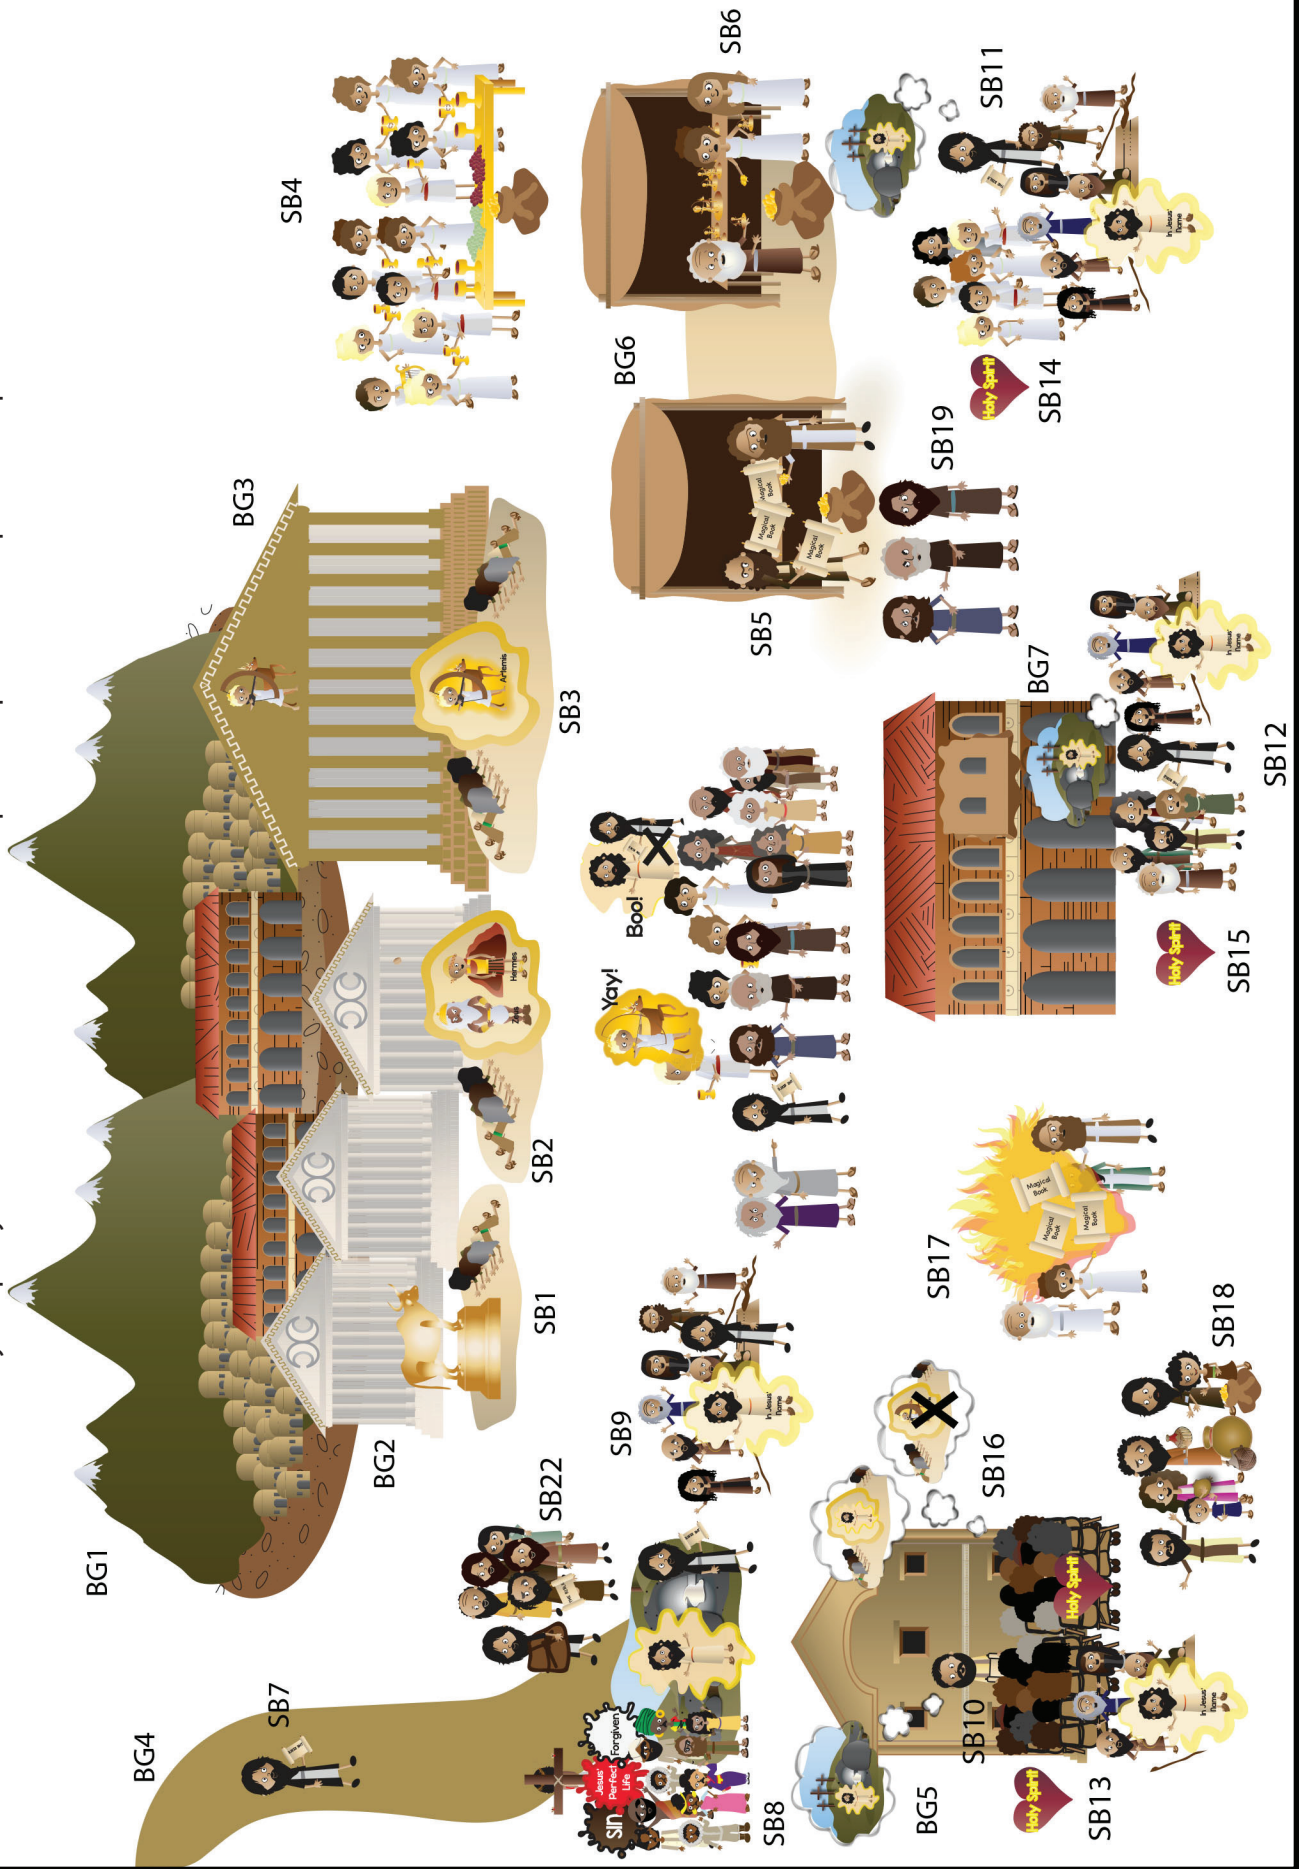 BG1
BG4
SB7
BG2
BG3
SB4
SB1
SB2
SB3
Zeus
Hermes
Artemis
SB22
THE BIBLE
SIN
Jesus'
Perfect
Life
Forgiven
SB8
SB9
In Jesus'
Name
Yay!
Boo!
SB5
Magical
Book
Magical
Book
Magical
Book
BG6
SB6
SB19
SB11
In Jesus'
Name
Holy Spirit
SB14
BG5
SB10
SB16
Holy Spirit
In Jesus'
Name
Holy Spirit
SB13
SB17
Magical
Book
Magical
Book
Magical
Book
SB18
BG7
In Jesus'
Name
SB12
Holy Spirit
SB15